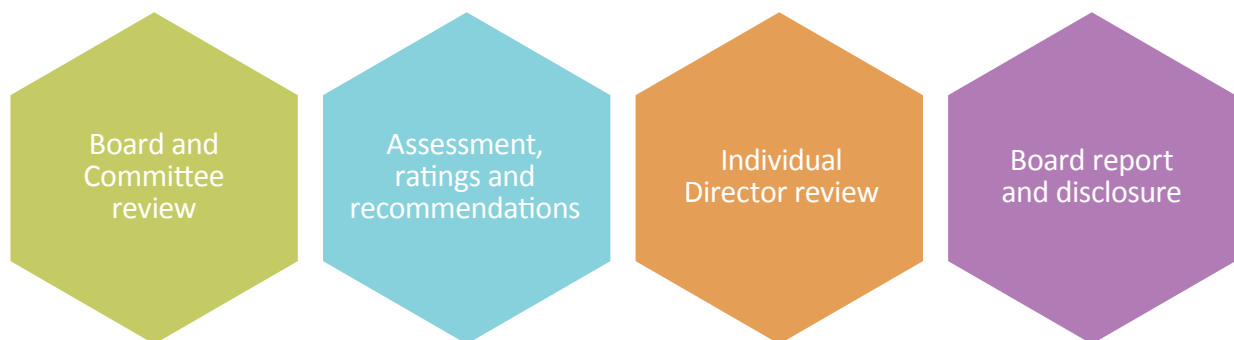 Board and
Committee
review
Assessment,
ratings and
recommendations
Individual
Director review
Board report
and disclosure